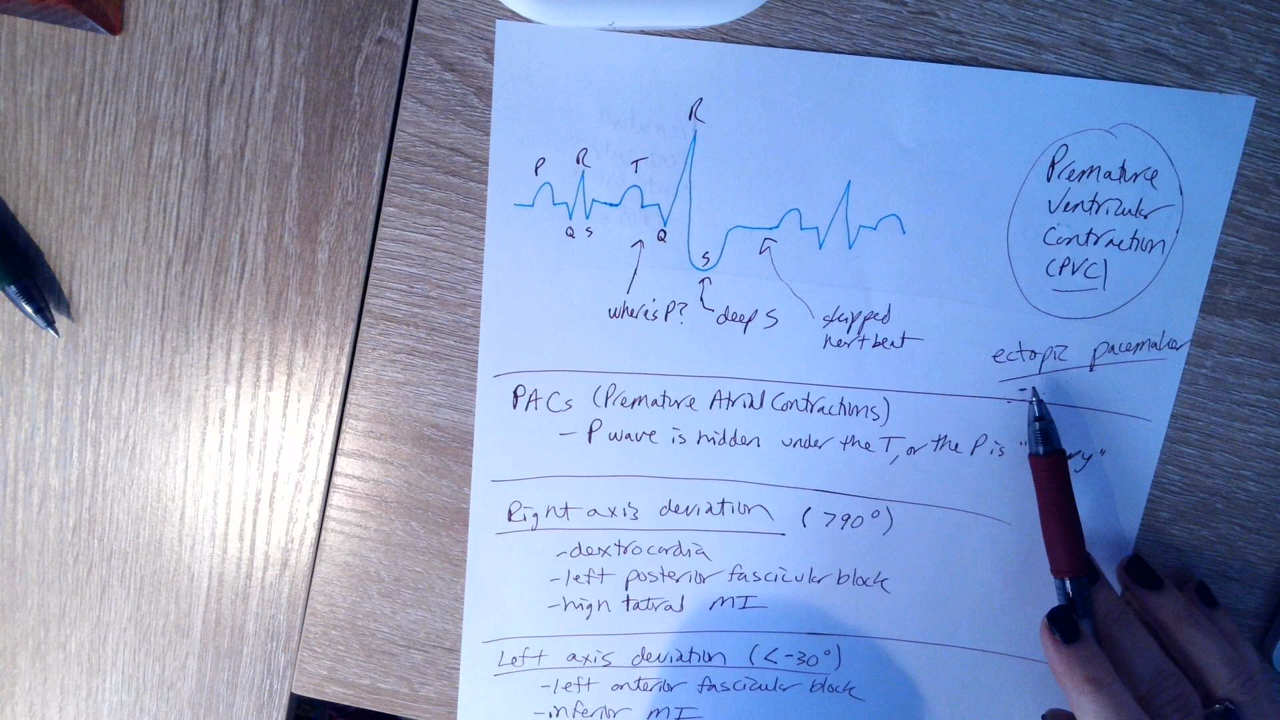 R
P R T
Q S Q S
where's P? deep S skipped
heartbeat
Premature
Ventricular
Contraction
(PVC)
ectopic pacemaker
PACs (Premature Atrial Contractions)
- P wave is hidden under the T, or the P is "
Right axis deviation (>90°)
-dextrocardia
-left posterior fascicular block
-high lateral MI
Left axis deviation (<-30°)
-left anterior fascicular block
-inferior MI